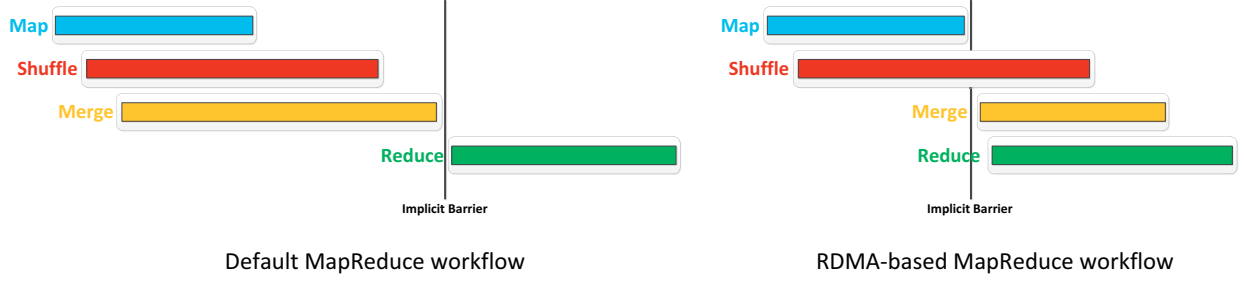 Map
Shuffle
Merge
Reduce
Implicit Barrier
Default MapReduce workflow
Map
Shuffle
Merge
Reduce
Implicit Barrier
RDMA-based MapReduce workflow